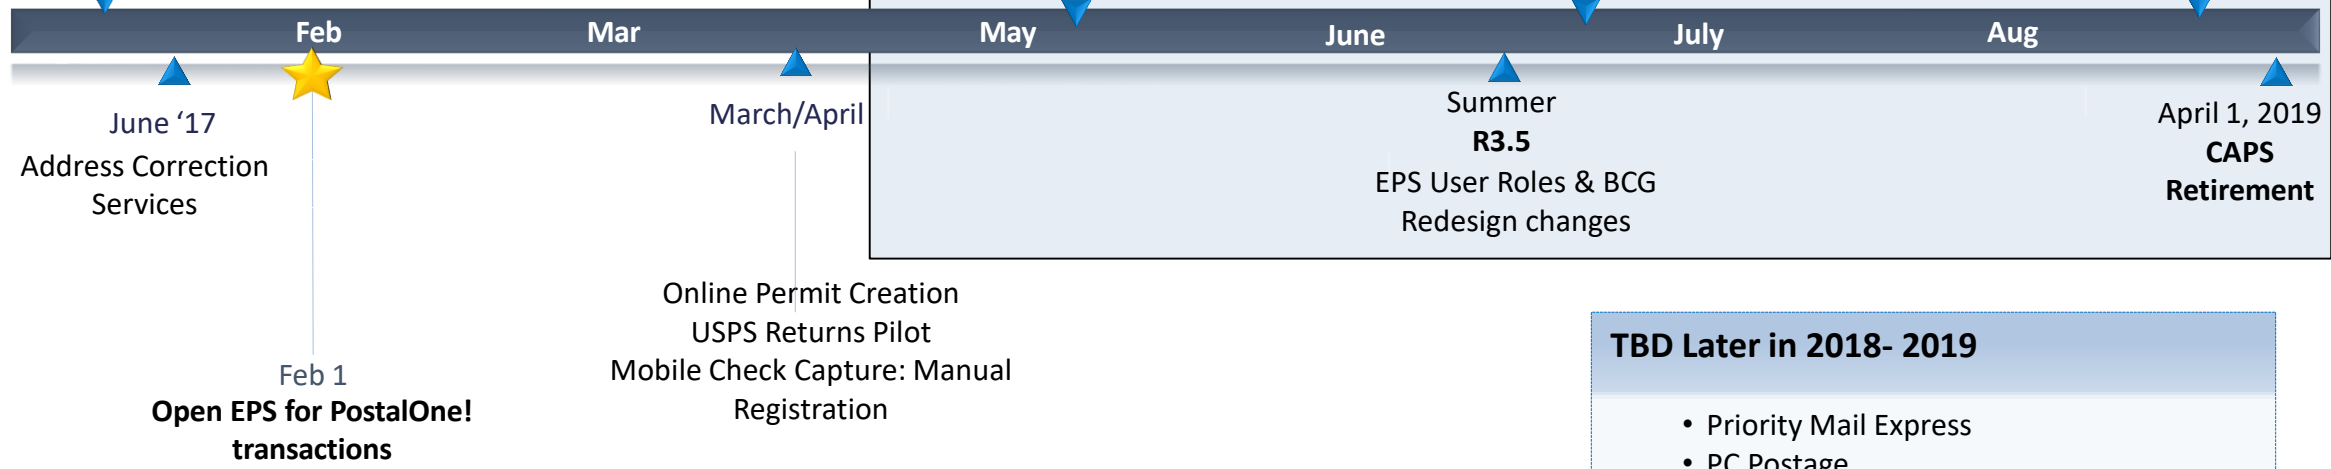 Feb Mar May June July Aug
June ‘17
Address Correction
Services
Feb 1
Open EPS for PostalOne!
transactions
March/April
Online Permit Creation
USPS Returns Pilot
Mobile Check Capture: Manual
Registration
Summer
R3.5
EPS User Roles & BCG
Redesign changes
April 1, 2019
CAPS
Retirement
TBD Later in 2018- 2019
• Priority Mail Express
• PC Postage